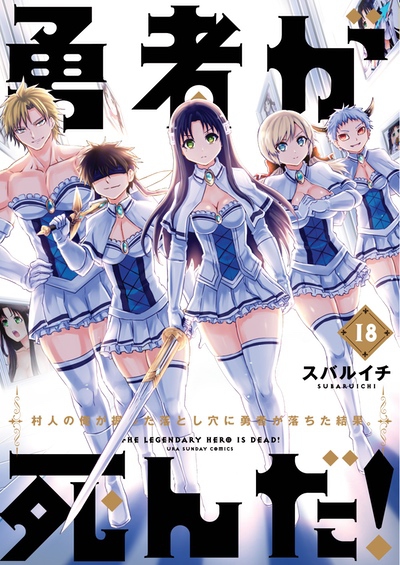 勇者が
18
スバルイチ
SUBARUICHI
村人の俺が掘った落とし穴に勇者が落ちた結果。
THE LEGENDARY HERO IS DEAD!
URA SUNDAY COMICS
死んだ!